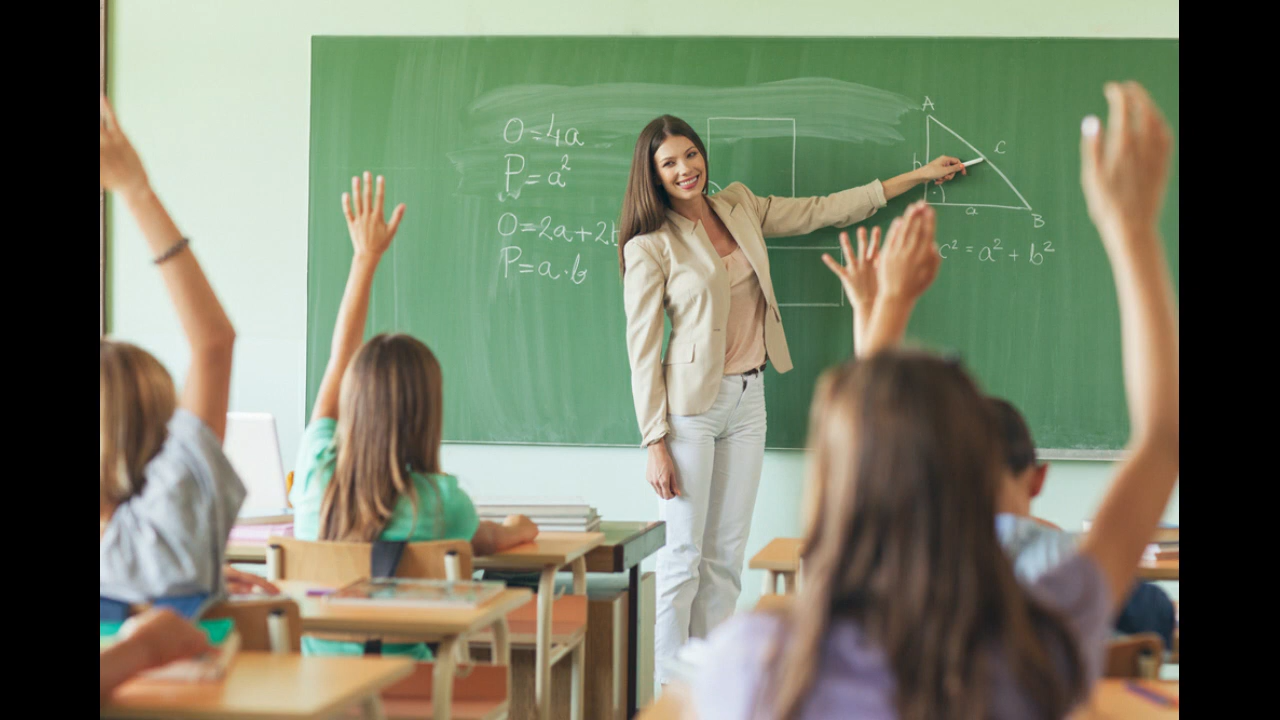 O=4a
P=a²
O=2a+2b
P=a·b
A
b
c
a
B
c²=a²+b²